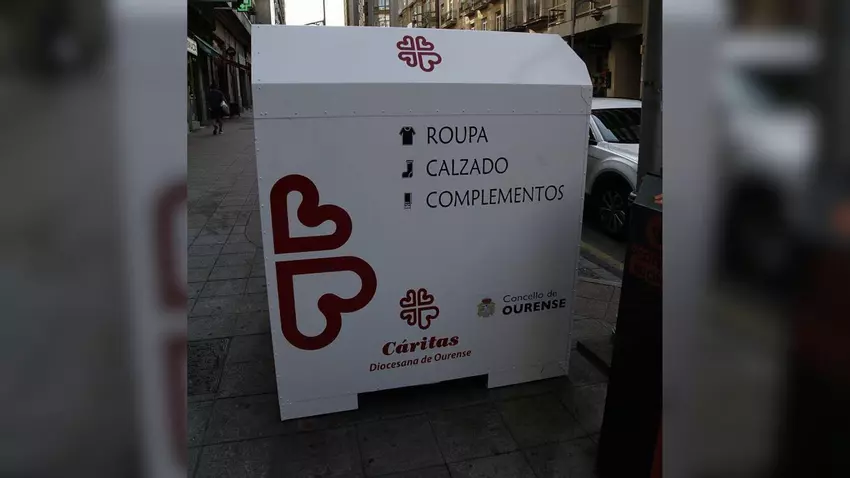 ROUPA
CALZADO
COMPLEMENTOS
Cáritas
Diocesana de Ourense
Concello de
OURENSE